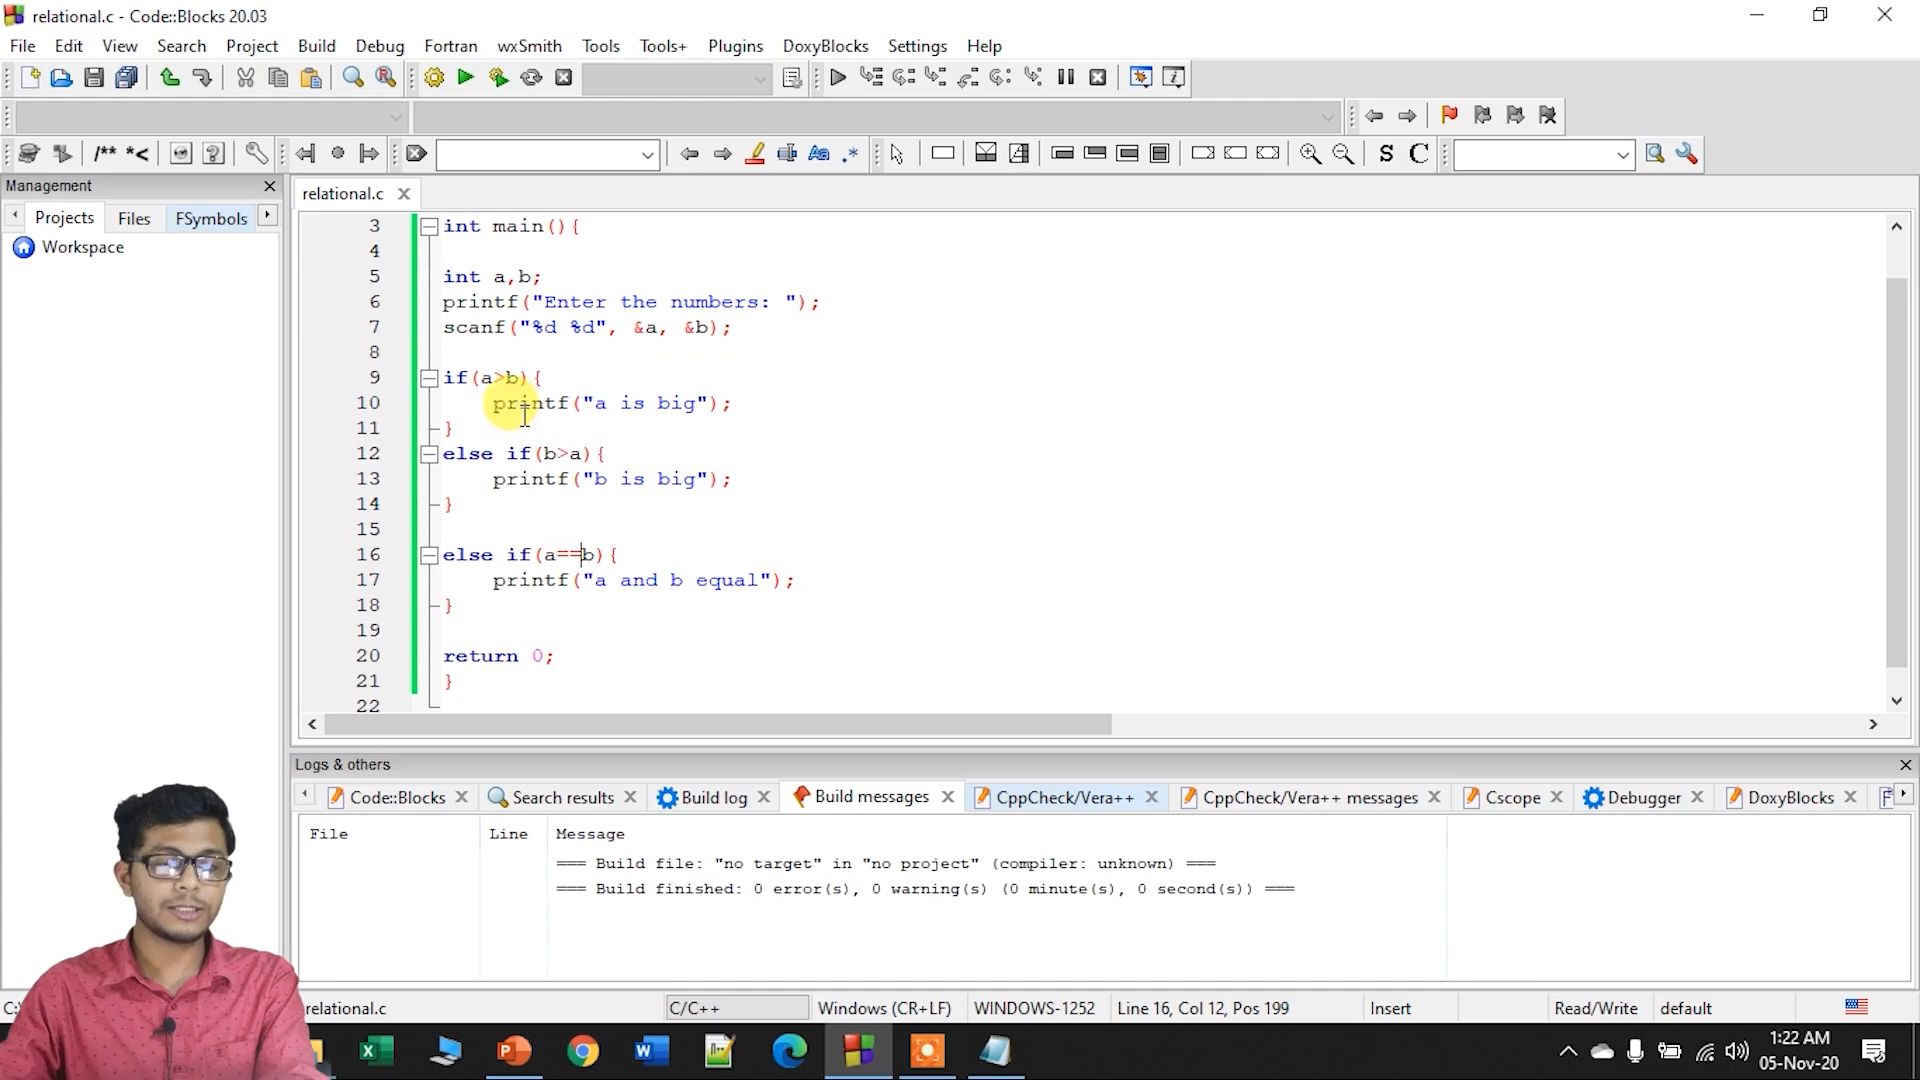 relational.c - Code::Blocks 20.03
File Edit View Search Project Build Debug Fortran wxSmith Tools Tools+ Plugins DoxyBlocks Settings Help
/** *<
Aa .*
S C
Management
Projects Files FSymbols
Workspace
relational.c
3 int main(){
4
5 int a,b;
6 printf("Enter the numbers: ");
7 scanf("%d %d", &a, &b);
8
9 if(a>b){
10 printf("a is big");
11 }
12 else if(b>a){
13 printf("b is big");
14 }
15
16 else if(a==b){
17 printf("a and b equal");
18 }
19
20 return 0;
21 }
22
Logs & others
Code::Blocks Search results Build log Build messages CppCheck/Vera++ CppCheck/Vera++ messages Cscope Debugger DoxyBlocks F
File Line Message
=== Build file: "no target" in "no project" (compiler: unknown) ===
=== Build finished: 0 error(s), 0 warning(s) (0 minute(s), 0 second(s)) ===
C:\ relational.c C/C++ Windows (CR+LF) WINDOWS-1252 Line 16, Col 12, Pos 199 Insert Read/Write default
1:22 AM
05-Nov-20